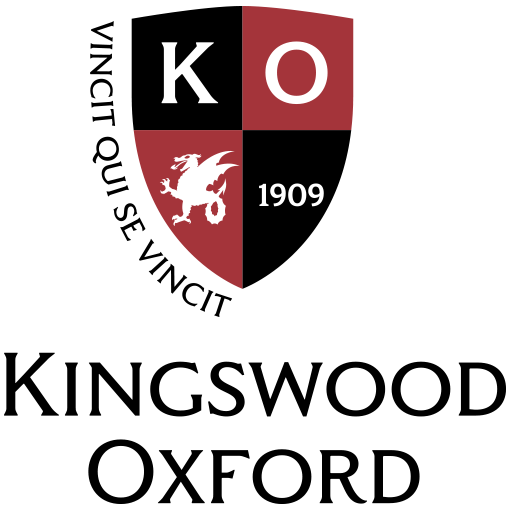 K O
1909
VINCIT QUI SE VINCIT
KINGSWOOD
OXFORD